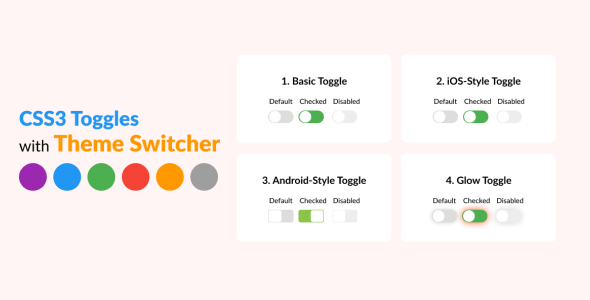 CSS3 Toggles
with Theme Switcher
1. Basic Toggle
Default Checked Disabled
2. iOS-Style Toggle
Default Checked Disabled
3. Android-Style Toggle
Default Checked Disabled
4. Glow Toggle
Default Checked Disabled